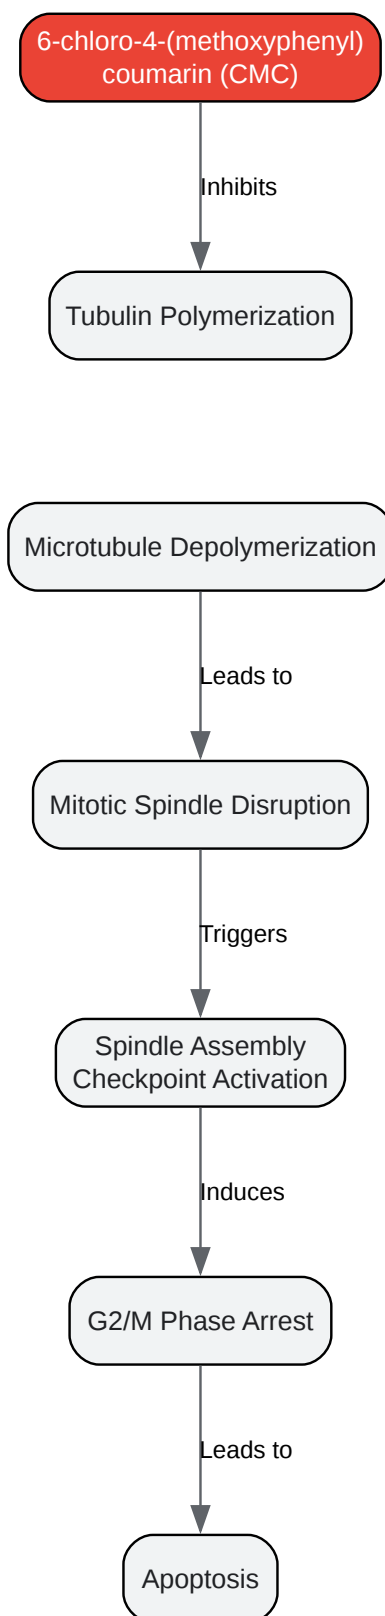 6-chloro-4-(methoxyphenyl)
coumarin (CMC)
Inhibits
Tubulin Polymerization
Microtubule Depolymerization
Leads to
Mitotic Spindle Disruption
Triggers
Spindle Assembly
Checkpoint Activation
Induces
G2/M Phase Arrest
Leads to
Apoptosis